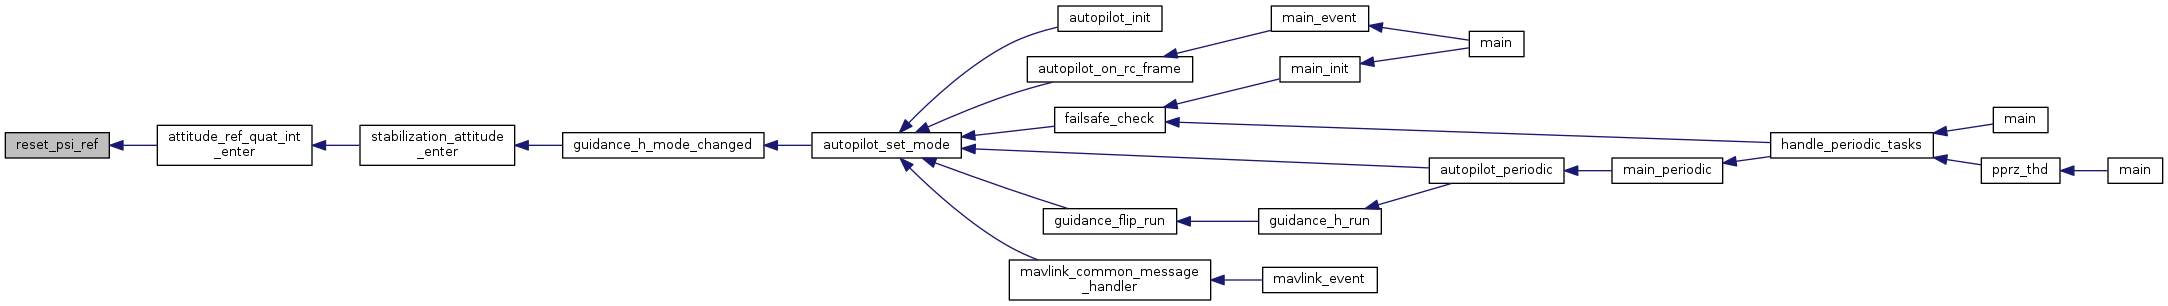 reset_psi_ref
attitude_ref_quat_int
_enter
stabilization_attitude
_enter
guidance_h_mode_changed
autopilot_set_mode
autopilot_init
autopilot_on_rc_frame
main_event
main
main_init
failsafe_check
autopilot_periodic
main_periodic
handle_periodic_tasks
main
pprz_thd
main
guidance_flip_run
guidance_h_run
mavlink_common_message
_handler
mavlink_event